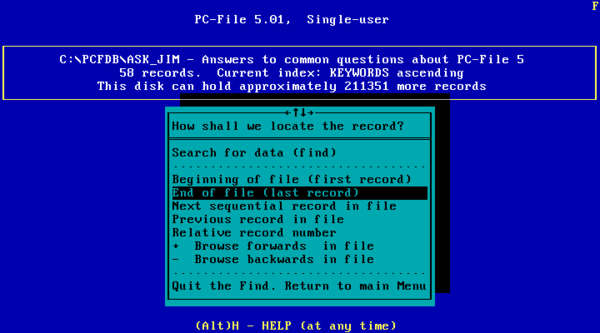 F
PC-File 5.01, Single-user
C:\PCFDB\ASK_JIM - Answers to common questions about PC-File 5
58 records. Current index: KEYWORDS ascending
This disk can hold approximately 211351 more records
←↑↓→
How shall we locate the record?
Search for data (find)
Beginning of file (first record)
End of file (last record)
Next sequential record in file
Previous record in file
Relative record number
+ Browse forwards in file
- Browse backwards in file
Quit the Find. Return to main Menu
(Alt)H - HELP (at any time)